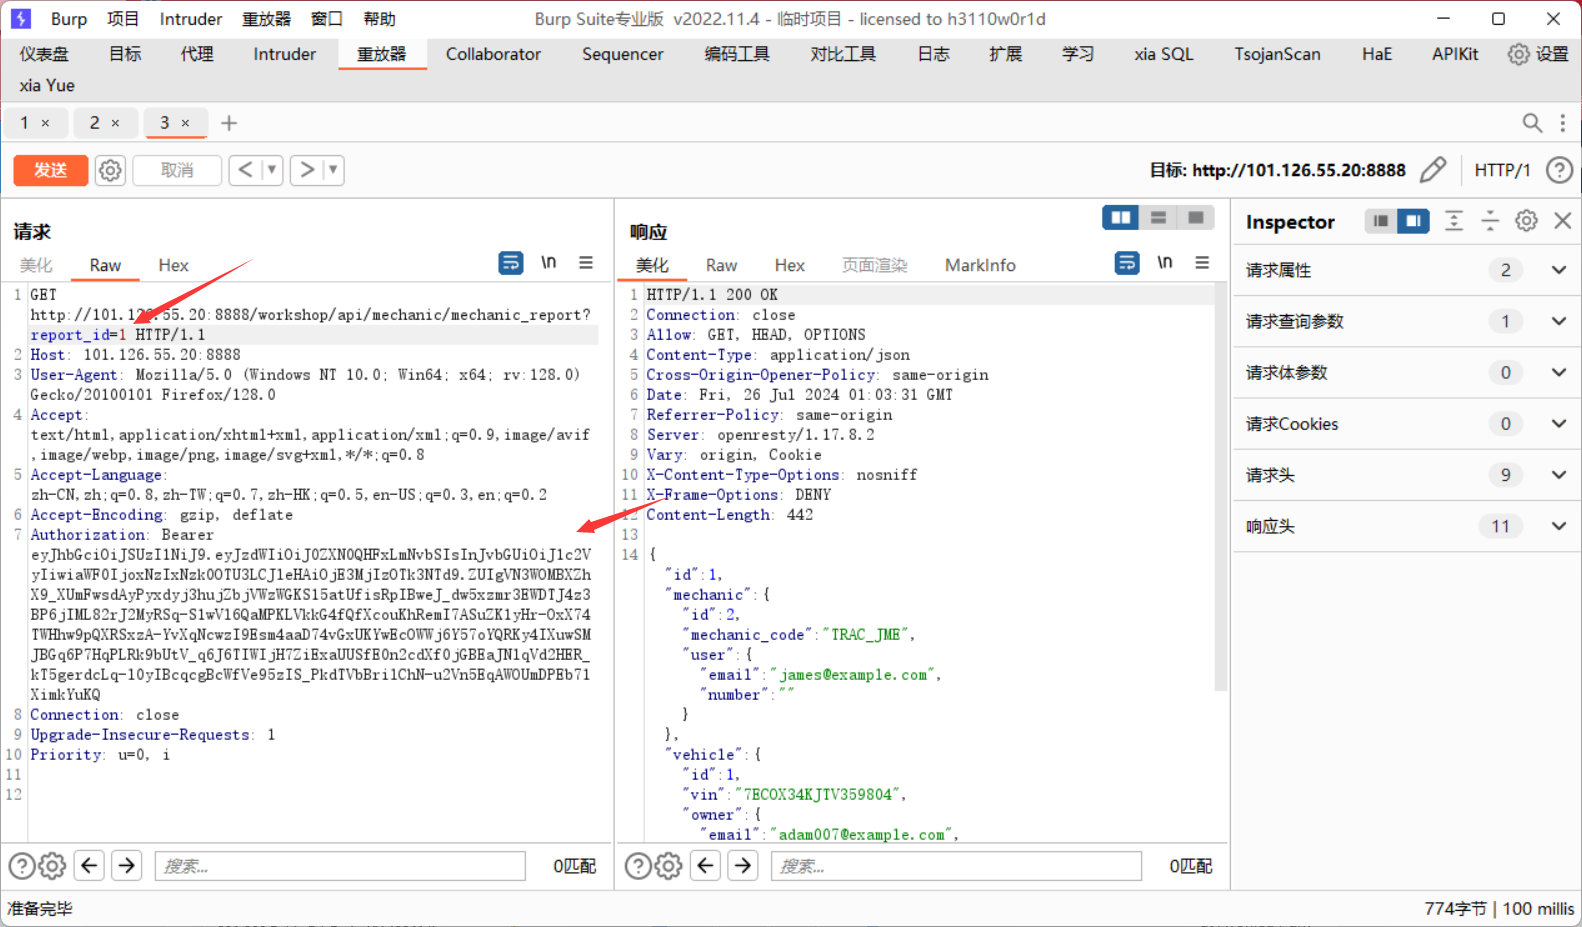 Burp 项目 Intruder 重放器 窗口 帮助 Burp Suite专业版 v2022.11.4 - 临时项目 - licensed to h3110w0r1d
仪表盘 目标 代理 Intruder 重放器 Collaborator Sequencer 编码工具 对比工具 日志 扩展 学习 xia SQL TsojanScan HaE APIKit 设置
xia Yue
1 × 2 × 3 × +
发送 取消 < > 目标: http://101.126.55.20:8888 HTTP/1
请求
美化 Raw Hex \n
1 GET
http://101.126.55.20:8888/workshop/api/mechanic/mechanic_report?
report_id=1 HTTP/1.1
2 Host: 101.126.55.20:8888
3 User-Agent: Mozilla/5.0 (Windows NT 10.0; Win64; x64; rv:128.0)
Gecko/20100101 Firefox/128.0
4 Accept:
text/html,application/xhtml+xml,application/xml;q=0.9,image/avif
,image/webp,image/png,image/svg+xml,*/*;q=0.8
5 Accept-Language:
zh-CN,zh;q=0.8,zh-TW;q=0.7,zh-HK;q=0.5,en-US;q=0.3,en;q=0.2
6 Accept-Encoding: gzip, deflate
7 Authorization: Bearer
8 Connection: close
9 Upgrade-Insecure-Requests: 1
10 Priority: u=0, i
11
12
搜索... 0匹配
响应
美化 Raw Hex 页面渲染 MarkInfo \n
1 HTTP/1.1 200 OK
2 Connection: close
3 Allow: GET, HEAD, OPTIONS
4 Content-Type: application/json
5 Cross-Origin-Opener-Policy: same-origin
6 Date: Fri, 26 Jul 2024 01:03:31 GMT
7 Referrer-Policy: same-origin
8 Server: openresty/1.17.8.2
9 Vary: origin, Cookie
10 X-Content-Type-Options: nosniff
11 X-Frame-Options: DENY
12 Content-Length: 442
13
14 {
"id":1,
"mechanic":{
"id":2,
"mechanic_code":"TRAC_JME",
"user":{
"email":"james@example.com",
"number":""
}
},
"vehicle":{
"id":1,
"vin":"7ECOX34KJTV359804",
"owner":{
"email":"adam007@example.com",
搜索... 0匹配
Inspector
请求属性 2
请求查询参数 1
请求体参数 0
请求Cookies 0
请求头 9
响应头 11
准备完毕 774字节 | 100 millis